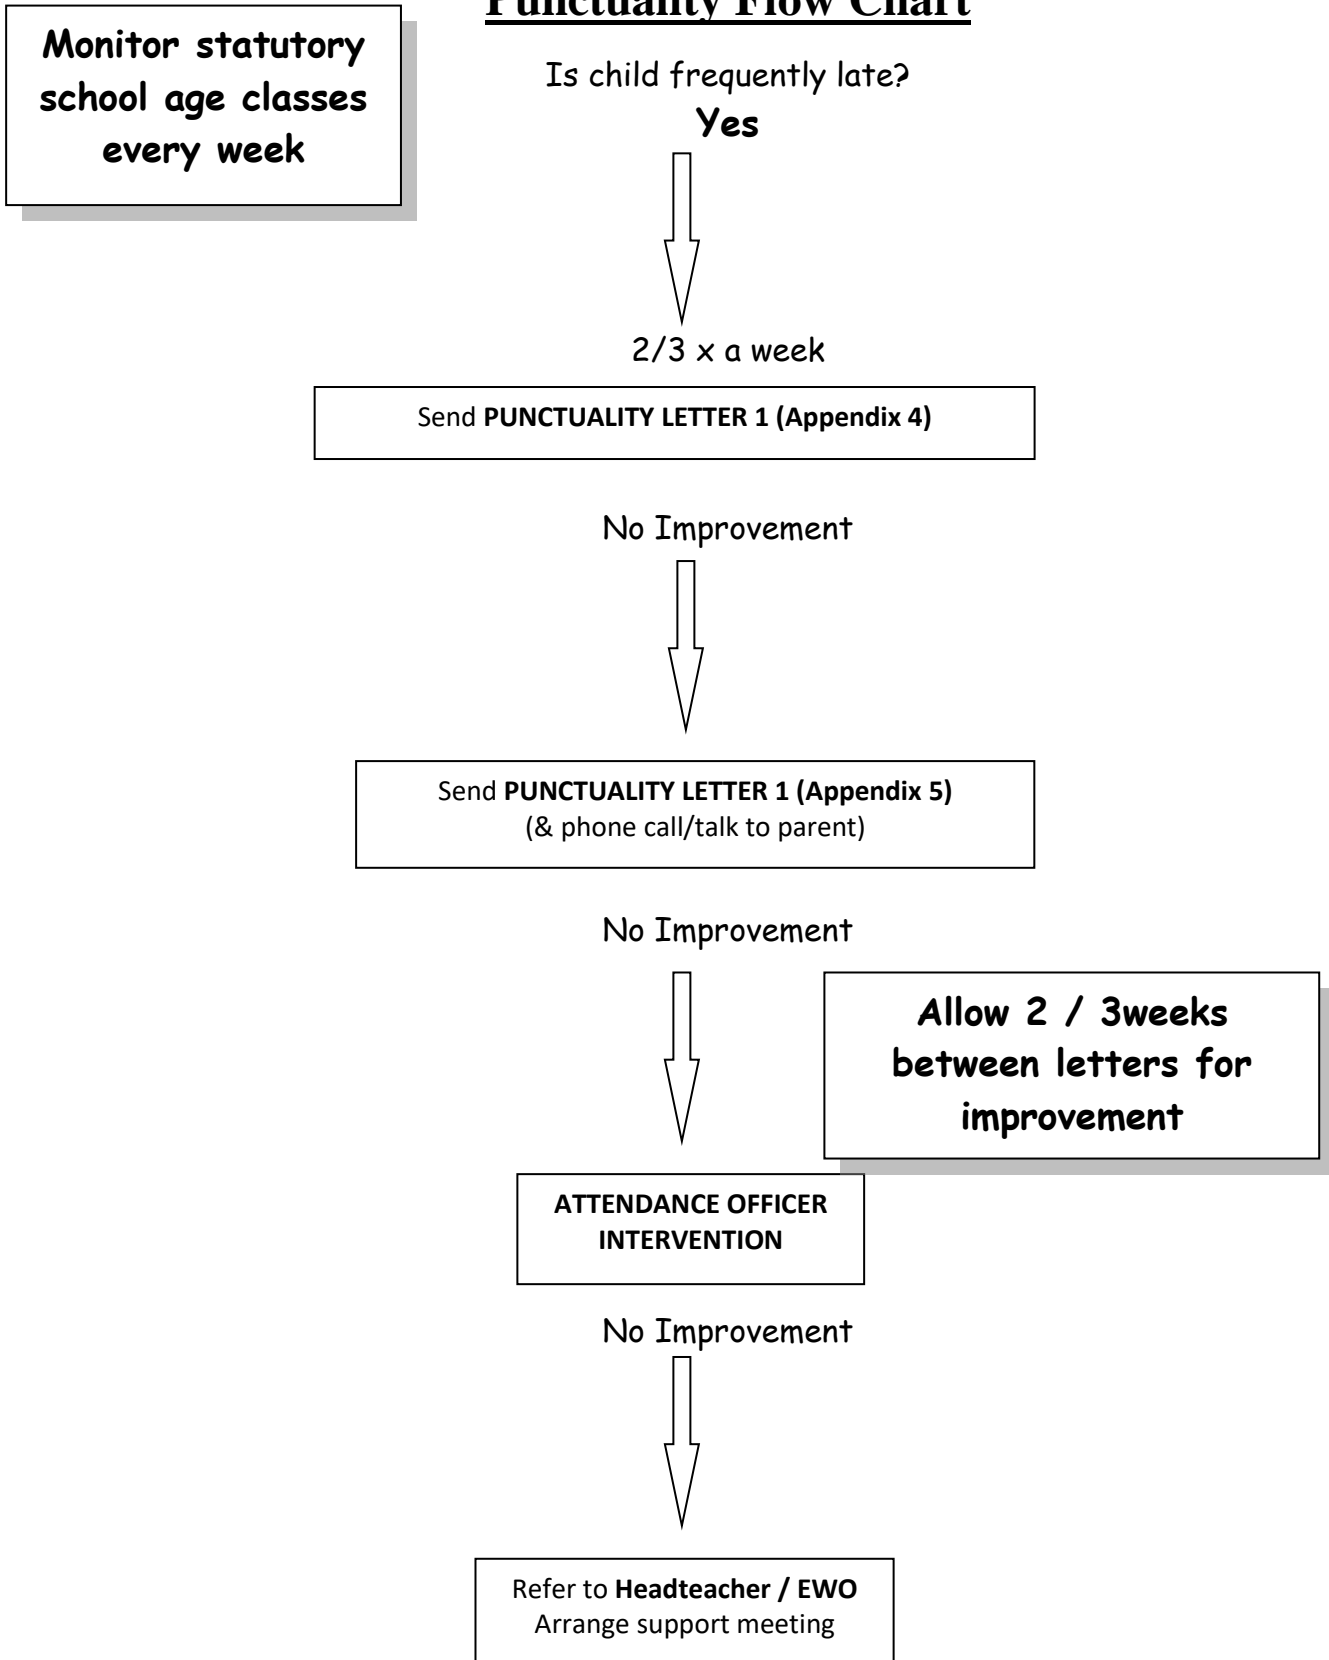 Punctuality Flow Chart
Monitor statutory
school age classes
every week
Is child frequently late?
Yes
2/3 x a week
Send PUNCTUALITY LETTER 1 (Appendix 4)
No Improvement
Send PUNCTUALITY LETTER 1 (Appendix 5)
(& phone call/talk to parent)
No Improvement
Allow 2 / 3weeks
between letters for
improvement
ATTENDANCE OFFICER
INTERVENTION
No Improvement
Refer to Headteacher / EWO
Arrange support meeting